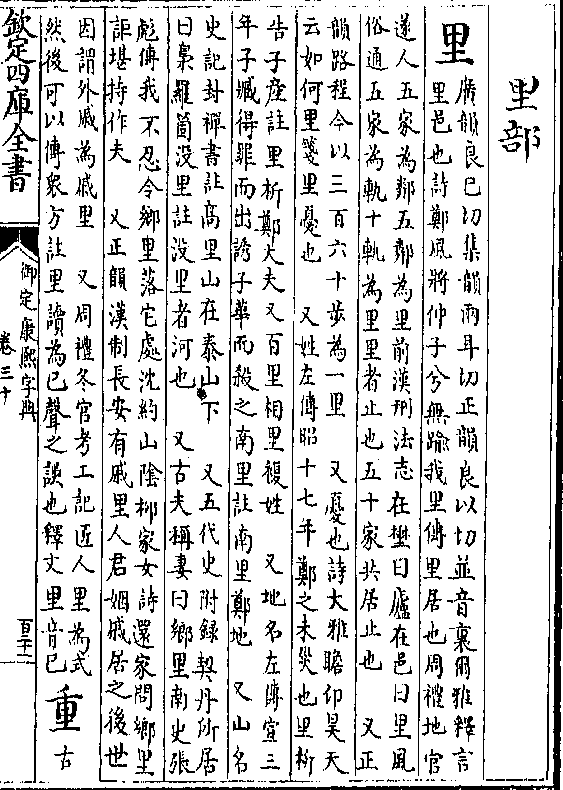 里部
里
廣韻良巳切集韻兩耳切正韻良以切並音裏爾雅釋言
里邑也詩鄭風將仲子兮無踰我里傳里居也周禮地官
遂人五家為鄰五鄰為里前漢刑法志在壄曰廬在邑曰里風
俗通五家為軌十軌為里里者止也五十家共居止也 又正
韻路程今以三百六十步為一里 又憂也詩大雅瞻卬昊天
云如何里箋里憂也 又姓左傳昭十七年鄭之未災也里析
告子產註里析鄭大夫又百里相里複姓 又地名左傳宣三
年子臧得罪而出誘子華而殺之南里註南里鄭地 又山名
史記封禪書註高里山在泰山下 又五代史附錄契丹所居
曰梟羅箇沒里註沒里者河也 又古夫稱妻曰鄉里南史張
彪傳我不忍令鄉里落它處沈約山陰柳家女詩還家問鄉里
詎堪持作夫 又正韻漢制長安有戚里人君姻戚居之後世
因謂外戚為戚里 又周禮冬官考工記匠人里為式
然後可以傅衆方註里讀為巳聲之誤也釋文里音巳
重
古
欽定四庫全書
御定康熙字典
卷三十